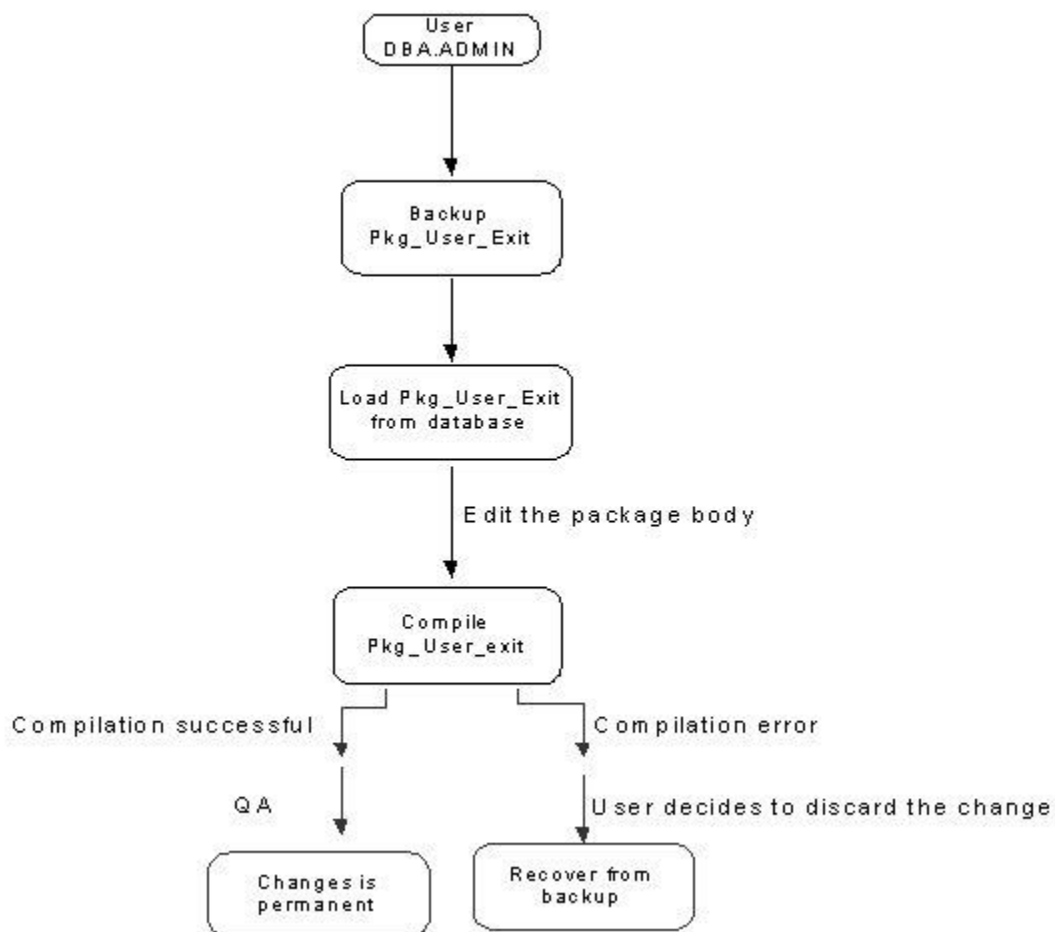 User
DBA.ADMIN
Backup
Pkg_User_Exit
Load Pkg_User_Exit
from database
Edit the package body
Compile
Pkg_User_exit
Compilation successful
Compilation error
QA
User decides to discard the change
Changes is
permanent
Recover from
backup